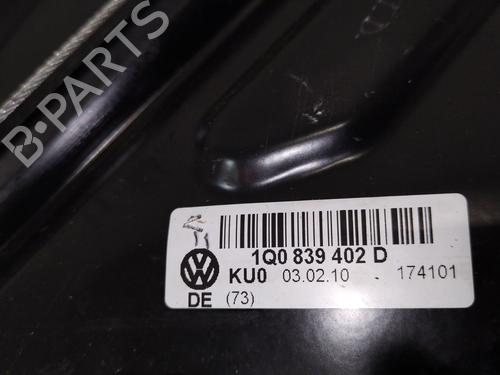 B-PARTS
1Q0 839 402 D
KU0 03.02.10 174101
DE (73)